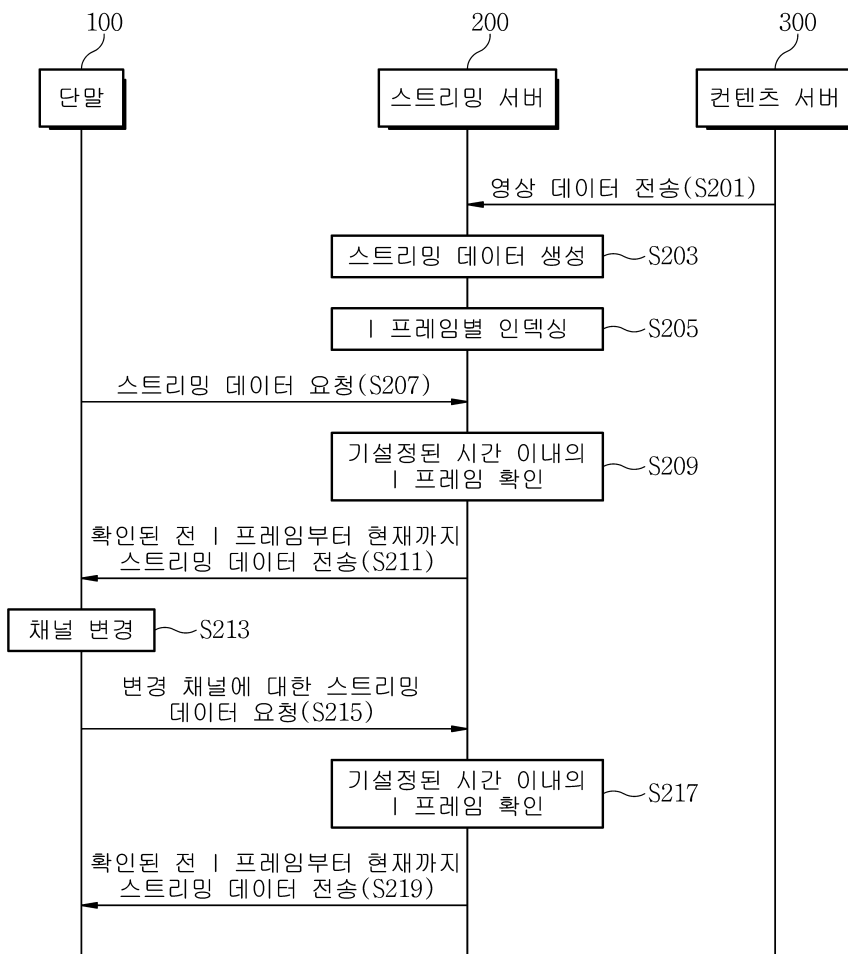 100
200
300
단말
스트리밍 서버
컨텐츠 서버
영상 데이터 전송(S201)
스트리밍 데이터 생성
S203
I 프레임별 인덱싱
S205
스트리밍 데이터 요청(S207)
기설정된 시간 이내의
I 프레임 확인
S209
확인된 전 I 프레임부터 현재까지
스트리밍 데이터 전송(S211)
채널 변경
S213
변경 채널에 대한 스트리밍
데이터 요청(S215)
기설정된 시간 이내의
I 프레임 확인
S217
확인된 전 I 프레임부터 현재까지
스트리밍 데이터 전송(S219)